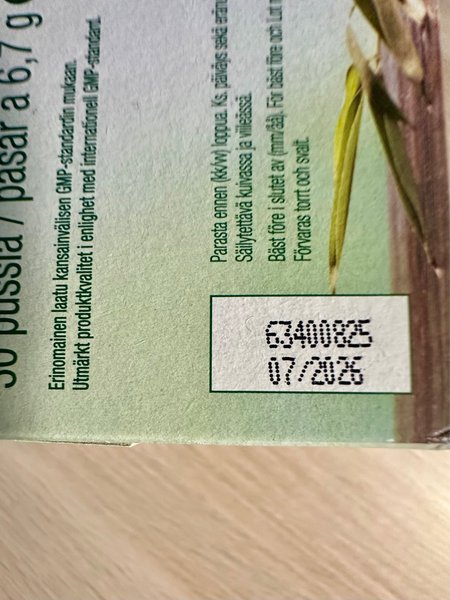 30 pussia / pasar à 6,7 g
Erinomainen laatu kansainvälisen GMP-standardin mukaan.
Utmärkt produktkvalitet i enlighet med internationell GMP-standard.
Parasta ennen (kk/vv) loppua. Ks. päiväys sekä
Säilytettävä kuivassa ja viileässä.
Bäst före i slutet av (mm/åå). För bäst före och Lot
Förvaras torrt och svalt.
63400825
07/2026